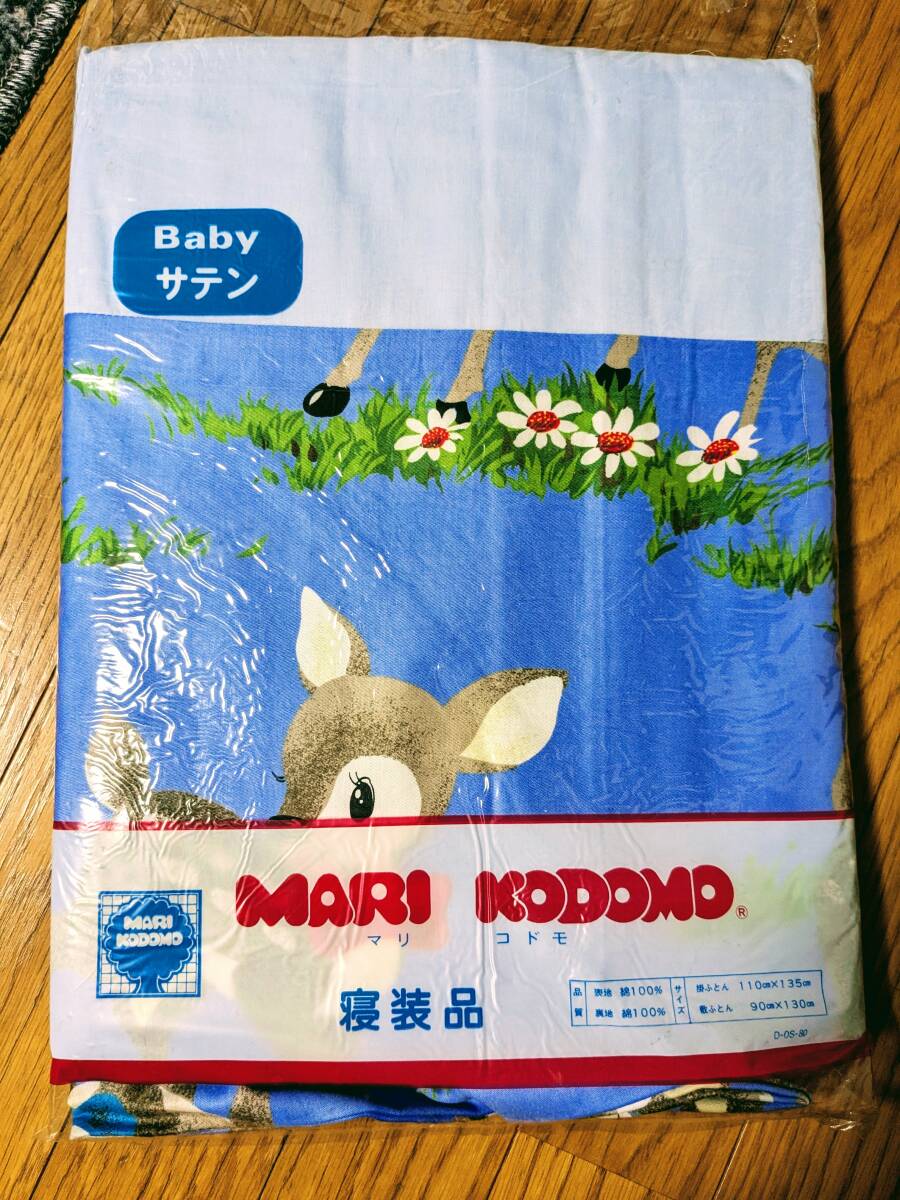 Baby
サテン
MARI KODOMO®
マリ コドモ
MARI
KODOMO
寝装品
品質 表地 綿100% サイズ 掛ふとん 110㎝×135㎝
裏地 綿100% 敷ふとん 90㎝×130㎝
D-OS-80